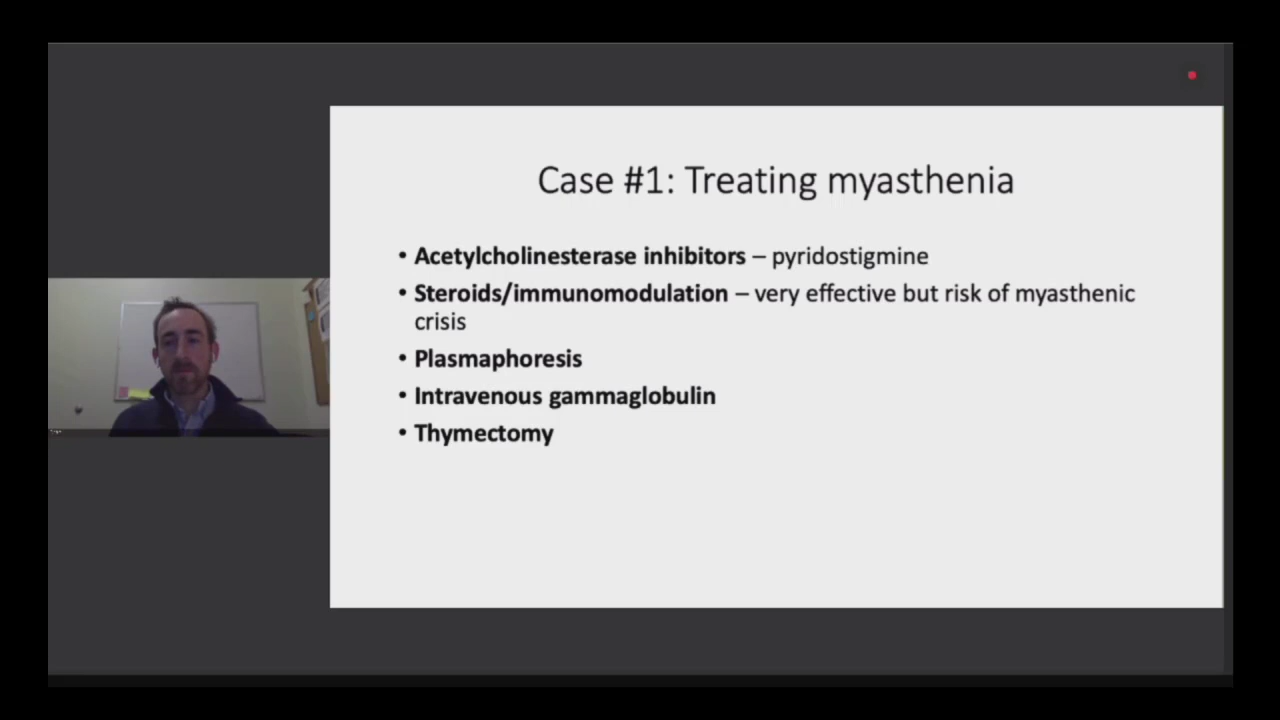 Case #1: Treating myasthenia
• Acetylcholinesterase inhibitors – pyridostigmine
• Steroids/immunomodulation – very effective but risk of myasthenic
crisis
• Plasmaphoresis
• Intravenous gammaglobulin
• Thymectomy